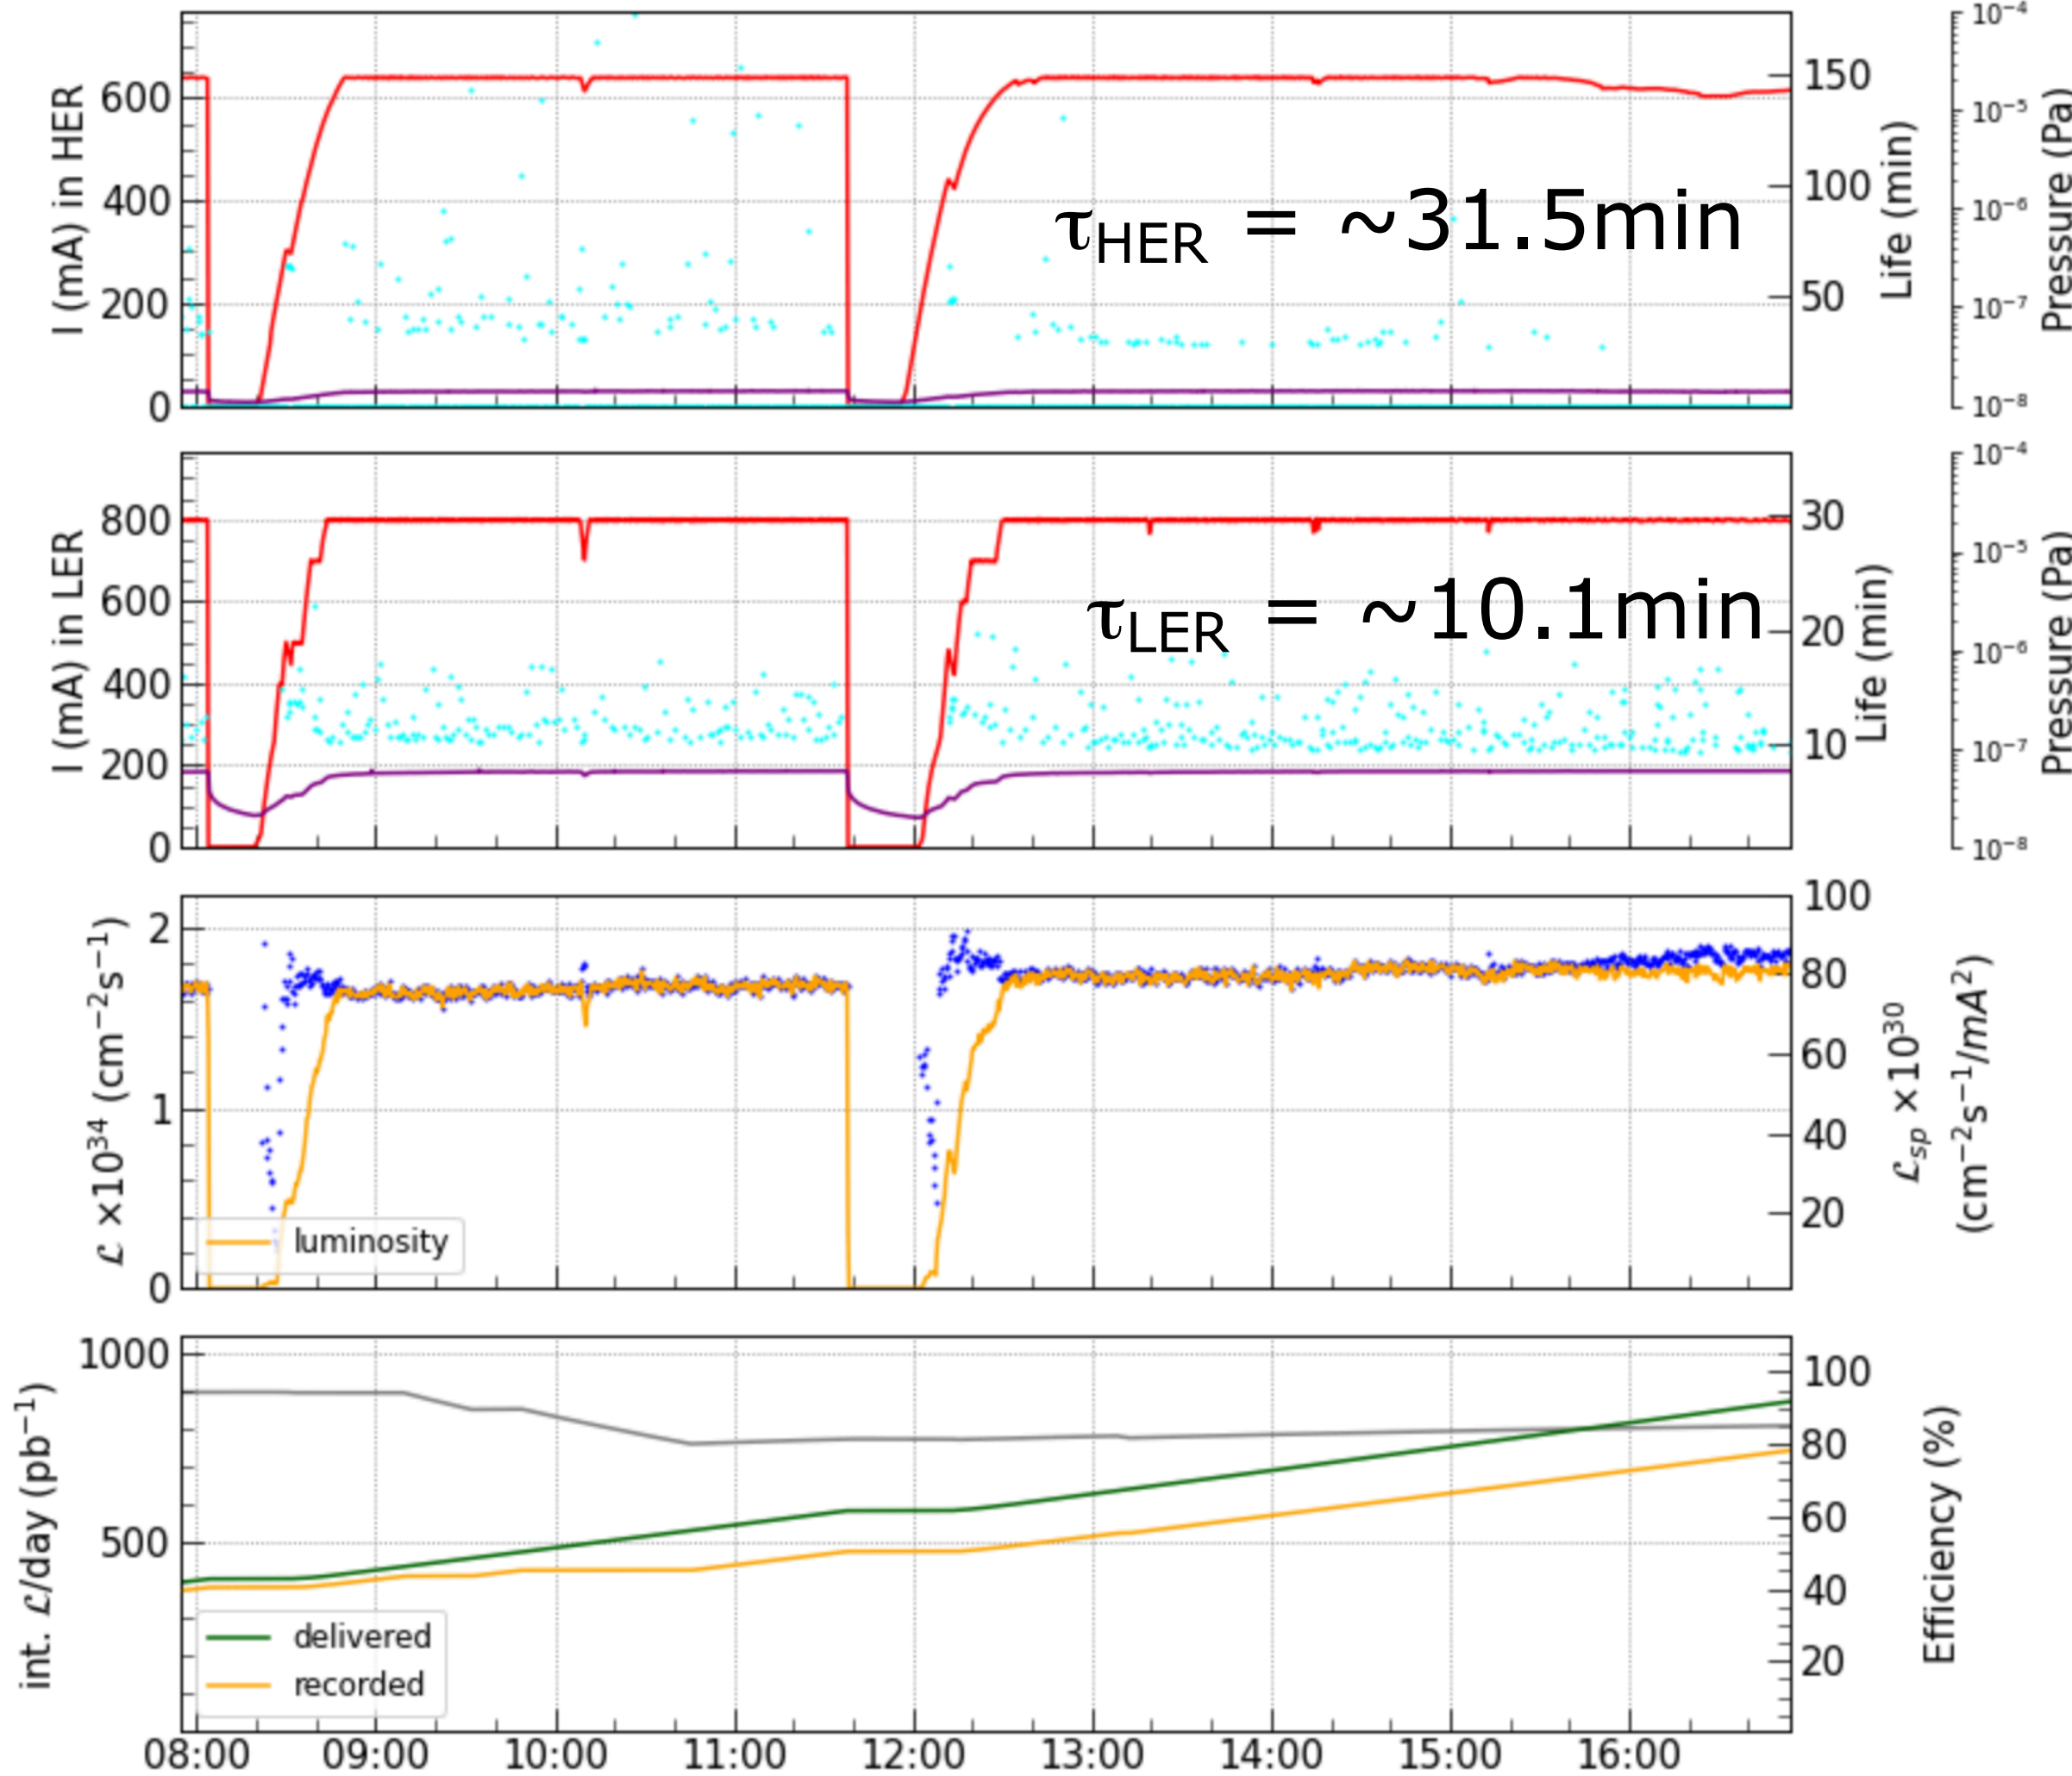 I (mA) in HER
600
400
200
0
150
100
50
Life (min)
10⁻⁴
10⁻⁵
10⁻⁶
10⁻⁷
10⁻⁸
Pressure (Pa)
τHER = ~31.5min
I (mA) in LER
800
600
400
200
0
30
20
10
Life (min)
10⁻⁴
10⁻⁵
10⁻⁶
10⁻⁷
10⁻⁸
Pressure (Pa)
τLER = ~10.1min
ℒ ×10³⁴ (cm⁻²s⁻¹)
2
1
0
luminosity
100
80
60
40
20
ℒsp ×10³⁰
(cm⁻²s⁻¹/mA²)
int. ℒ/day (pb⁻¹)
1000
500
delivered
recorded
100
80
60
40
20
Efficiency (%)
08:00 09:00 10:00 11:00 12:00 13:00 14:00 15:00 16:00